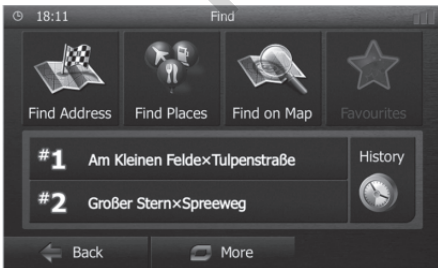 18:11 Find
Find Address Find Places Find on Map Favourites
#1 Am Kleinen Felde×Tulpenstraße History
#2 Großer Stern×Spreeweg
Back More